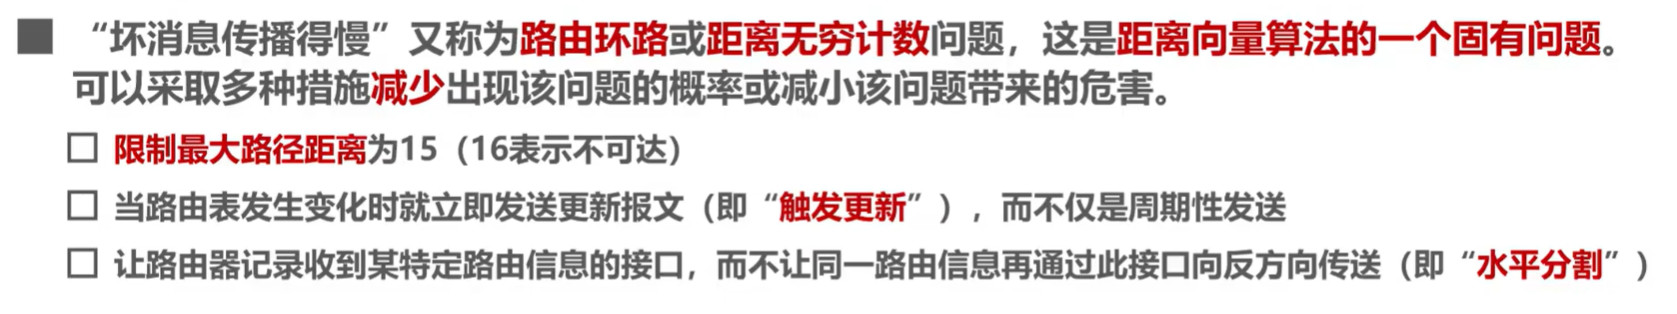 “坏消息传播得慢”又称为路由环路或距离无穷计数问题，这是距离向量算法的一个固有问题。
可以采取多种措施减少出现该问题的概率或减小该问题带来的危害。
限制最大路径距离为15（16表示不可达）
当路由表发生变化时就立即发送更新报文（即“触发更新”），而不仅是周期性发送
让路由器记录收到某特定路由信息的接口，而不让同一路由信息再通过此接口向反方向传送（即“水平分割”）